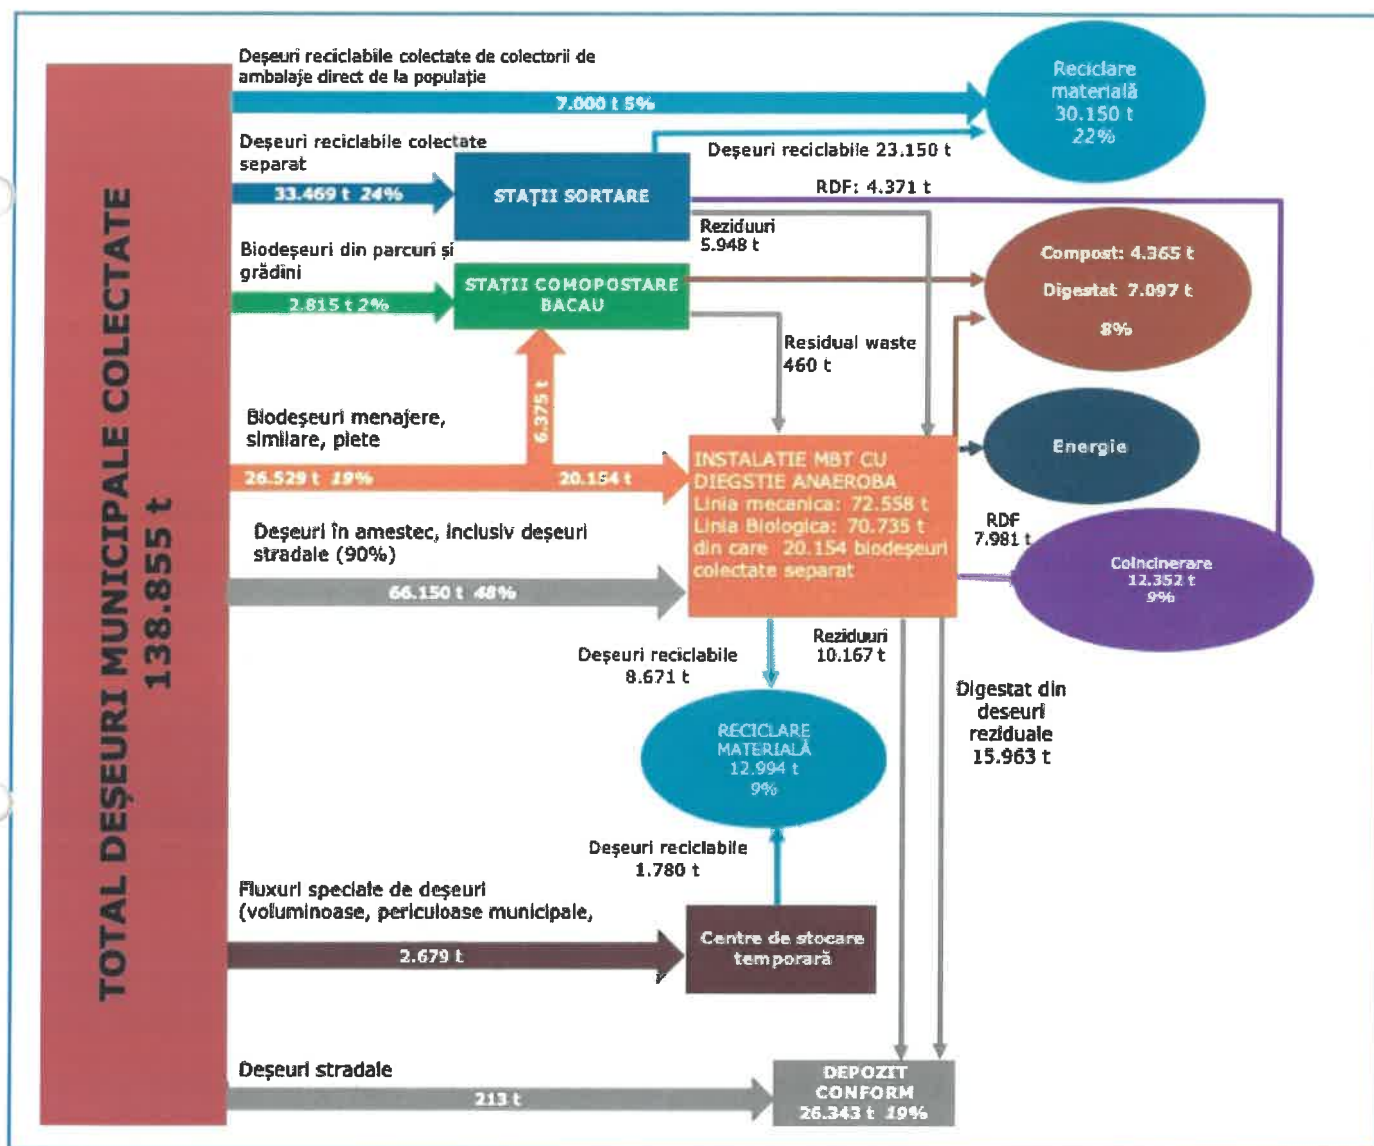 TOTAL DEȘEURI MUNICIPALE COLECTATE
138.855 t
Deșeuri reciclabile colectate de colectorii de
ambalaje direct de la populație
7.000 t 5%
Reciclare
materială
30.150 t
22%
Deșeuri reciclabile colectate
separat
33.469 t 24%
STAȚII SORTARE
Deșeuri reciclabile 23.150 t
RDF: 4.371 t
Reziduuri
5.948 t
Biodeșeuri din parcuri și
grădini
2.815 t 2%
STAȚII COMOPOSTARE
BACAU
Compost: 4.365 t
Digestat 7.097 t
8%
Residual waste
460 t
6.375 t
Biodeșeuri menajere,
similare, piete
26.529 t 19%
20.154 t
INSTALATIE MBT CU
DIEGSTIE ANAEROBA
Linia mecanica: 72.558 t
Linia Biologica: 70.735 t
din care 20.154 biodeșeuri
colectate separat
Energie
RDF
7.981 t
Coincinerare
12.352 t
9%
Deșeuri în amestec, inclusiv deșeuri
stradale (90%)
66.150 t 48%
Deșeuri reciclabile
8.671 t
Reziduuri
10.167 t
Digestat din
deseuri
reziduale
15.963 t
RECICLARE
MATERIALĂ
12.994 t
9%
Deșeuri reciclabile
1.780 t
Fluxuri speciale de deșeuri
(voluminoase, periculoase municipale,
2.679 t
Centre de stocare
temporară
Deșeuri stradale
213 t
DEPOZIT
CONFORM
26.343 t 19%